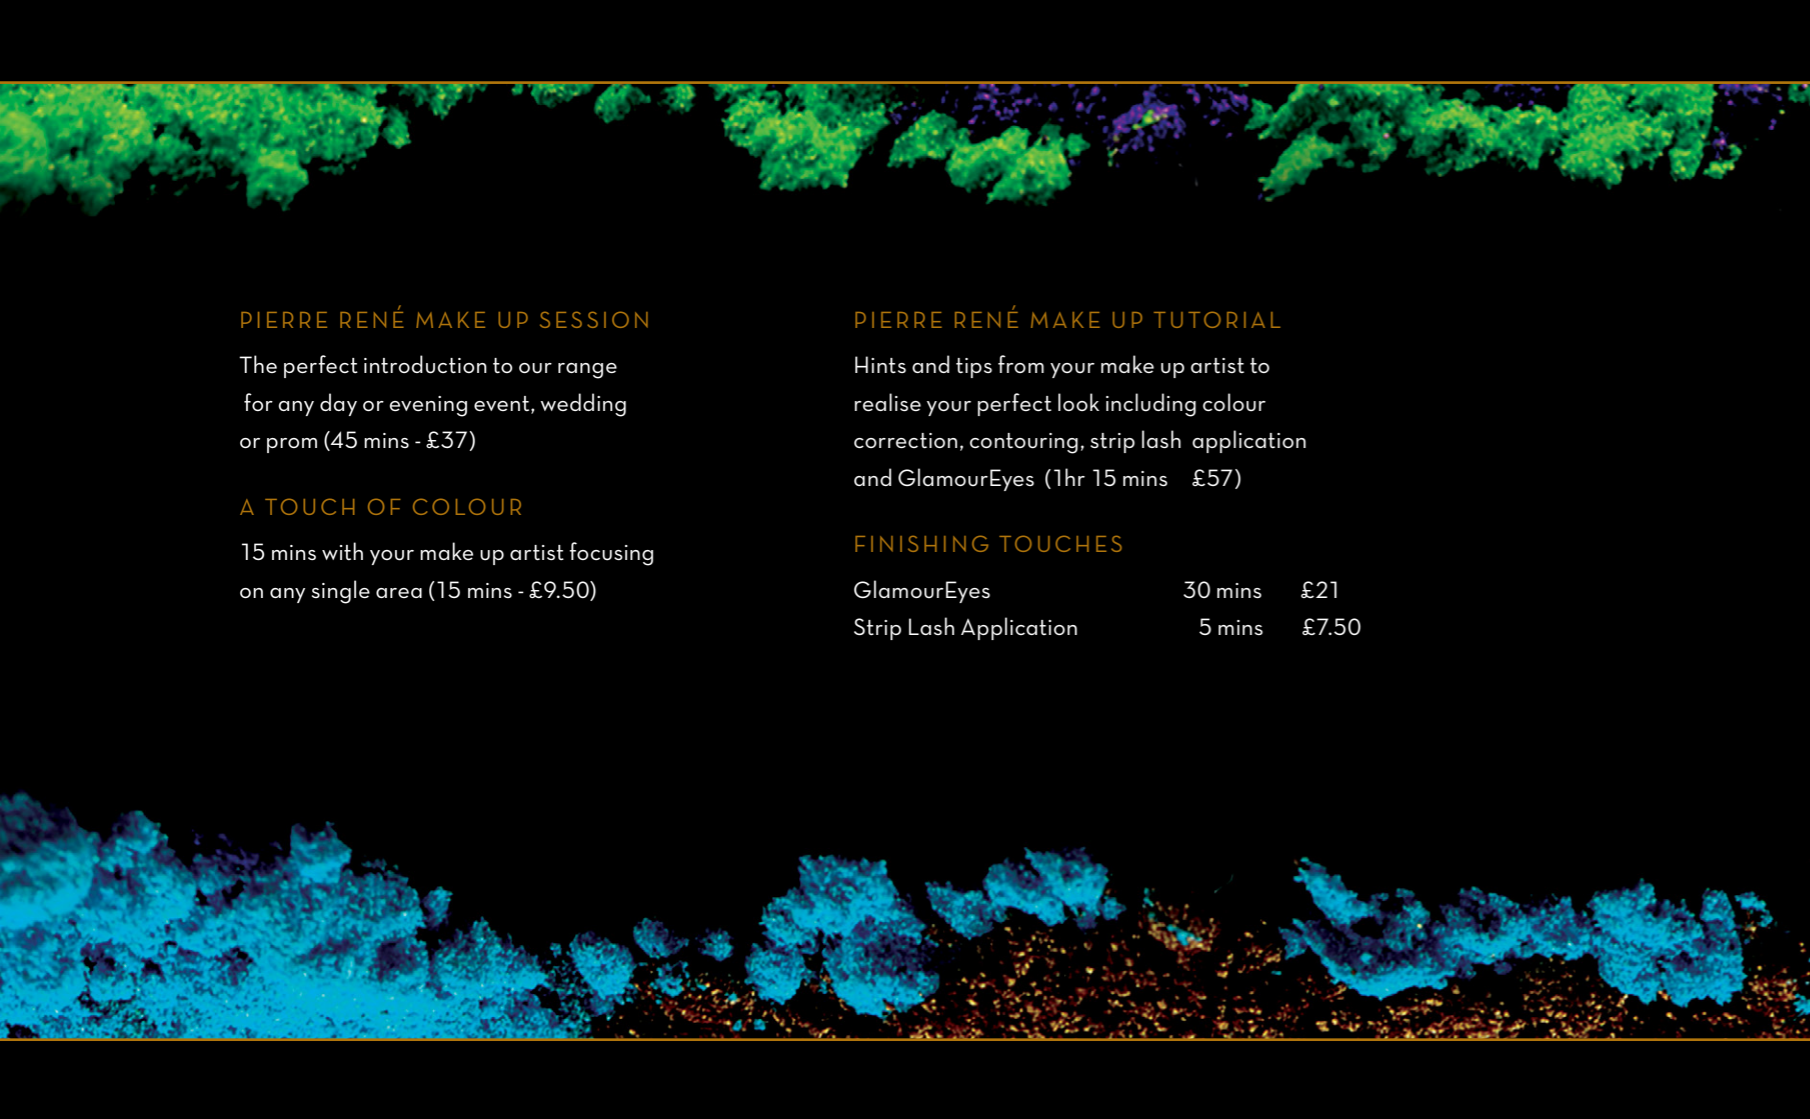 PIERRE RENÉ MAKE UP SESSION
The perfect introduction to our range
for any day or evening event, wedding
or prom (45 mins - £37)
A TOUCH OF COLOUR
15 mins with your make up artist focusing
on any single area (15 mins - £9.50)
PIERRE RENÉ MAKE UP TUTORIAL
Hints and tips from your make up artist to
realise your perfect look including colour
correction, contouring, strip lash application
and GlamourEyes (1hr 15 mins £57)
FINISHING TOUCHES
GlamourEyes 30 mins £21
Strip Lash Application 5 mins £7.50